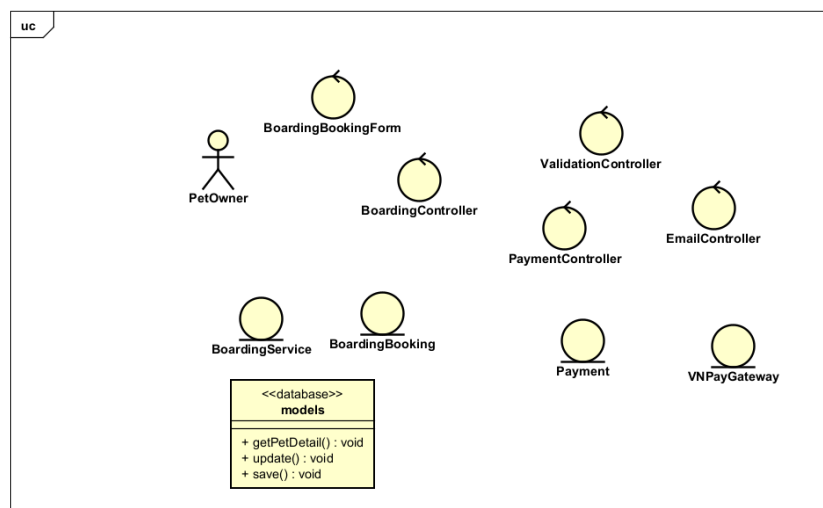 uc
BoardingBookingForm
ValidationController
PetOwner
BoardingController
EmailController
PaymentController
BoardingService
BoardingBooking
Payment
VNPayGateway
<<database>>
models
+ getPetDetail() : void
+ update() : void
+ save() : void